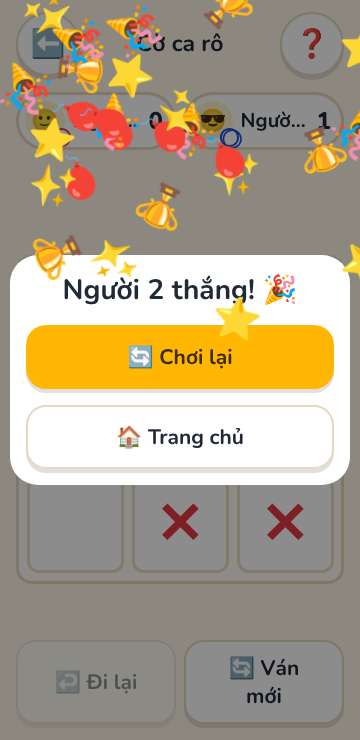 Cờ ca rô
0
Ngườ... 1
Người 2 thắng! 🎉
🔄 Chơi lại
🏠 Trang chủ
Đi lại
Ván
mới